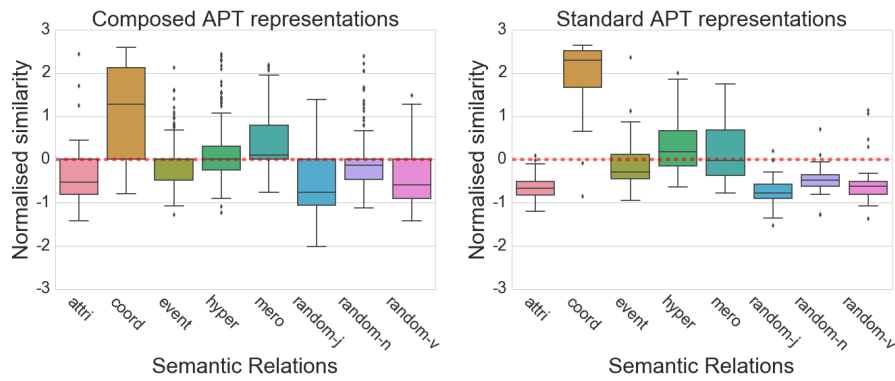 Composed APT representations
Normalised similarity
3
2
1
0
-1
-2
-3
attri
coord
event
hyper
mero
random-j
random-n
random-v
Semantic Relations
Standard APT representations
Normalised similarity
3
2
1
0
-1
-2
-3
attri
coord
event
hyper
mero
random-j
random-n
random-v
Semantic Relations